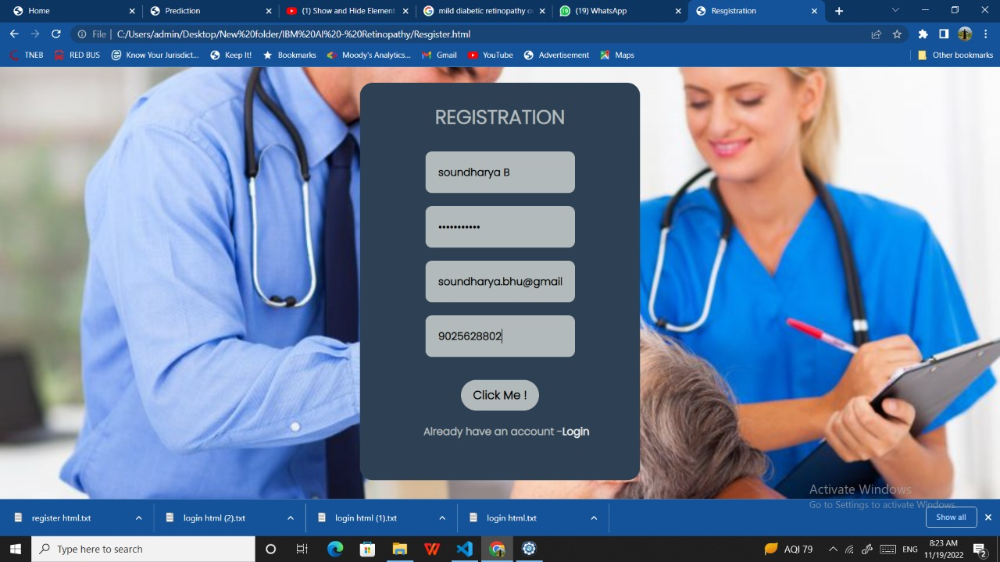 Home
Prediction
(1) Show and Hide Element
mild diabetic retinopathy o
(19) WhatsApp
Resgistration
File | C:/Users/admin/Desktop/New%20folder/IBM%20AI%20-%20Retinopathy/Resgister.html
TNEB
RED BUS
Know Your Jurisdict...
Keep It!
Bookmarks
Moody's Analytics...
Gmail
YouTube
Advertisement
Maps
Other bookmarks
REGISTRATION
soundharya B
•••••••••••
soundharya.bhu@gmail
9025628802
Click Me !
Already have an account -Login
Activate Windows
Go to Settings to activate Windows.
register html.txt
login html (2).txt
login html (1).txt
login html.txt
Show all
Type here to search
AQI 79
ENG
8:23 AM
11/19/2022
2